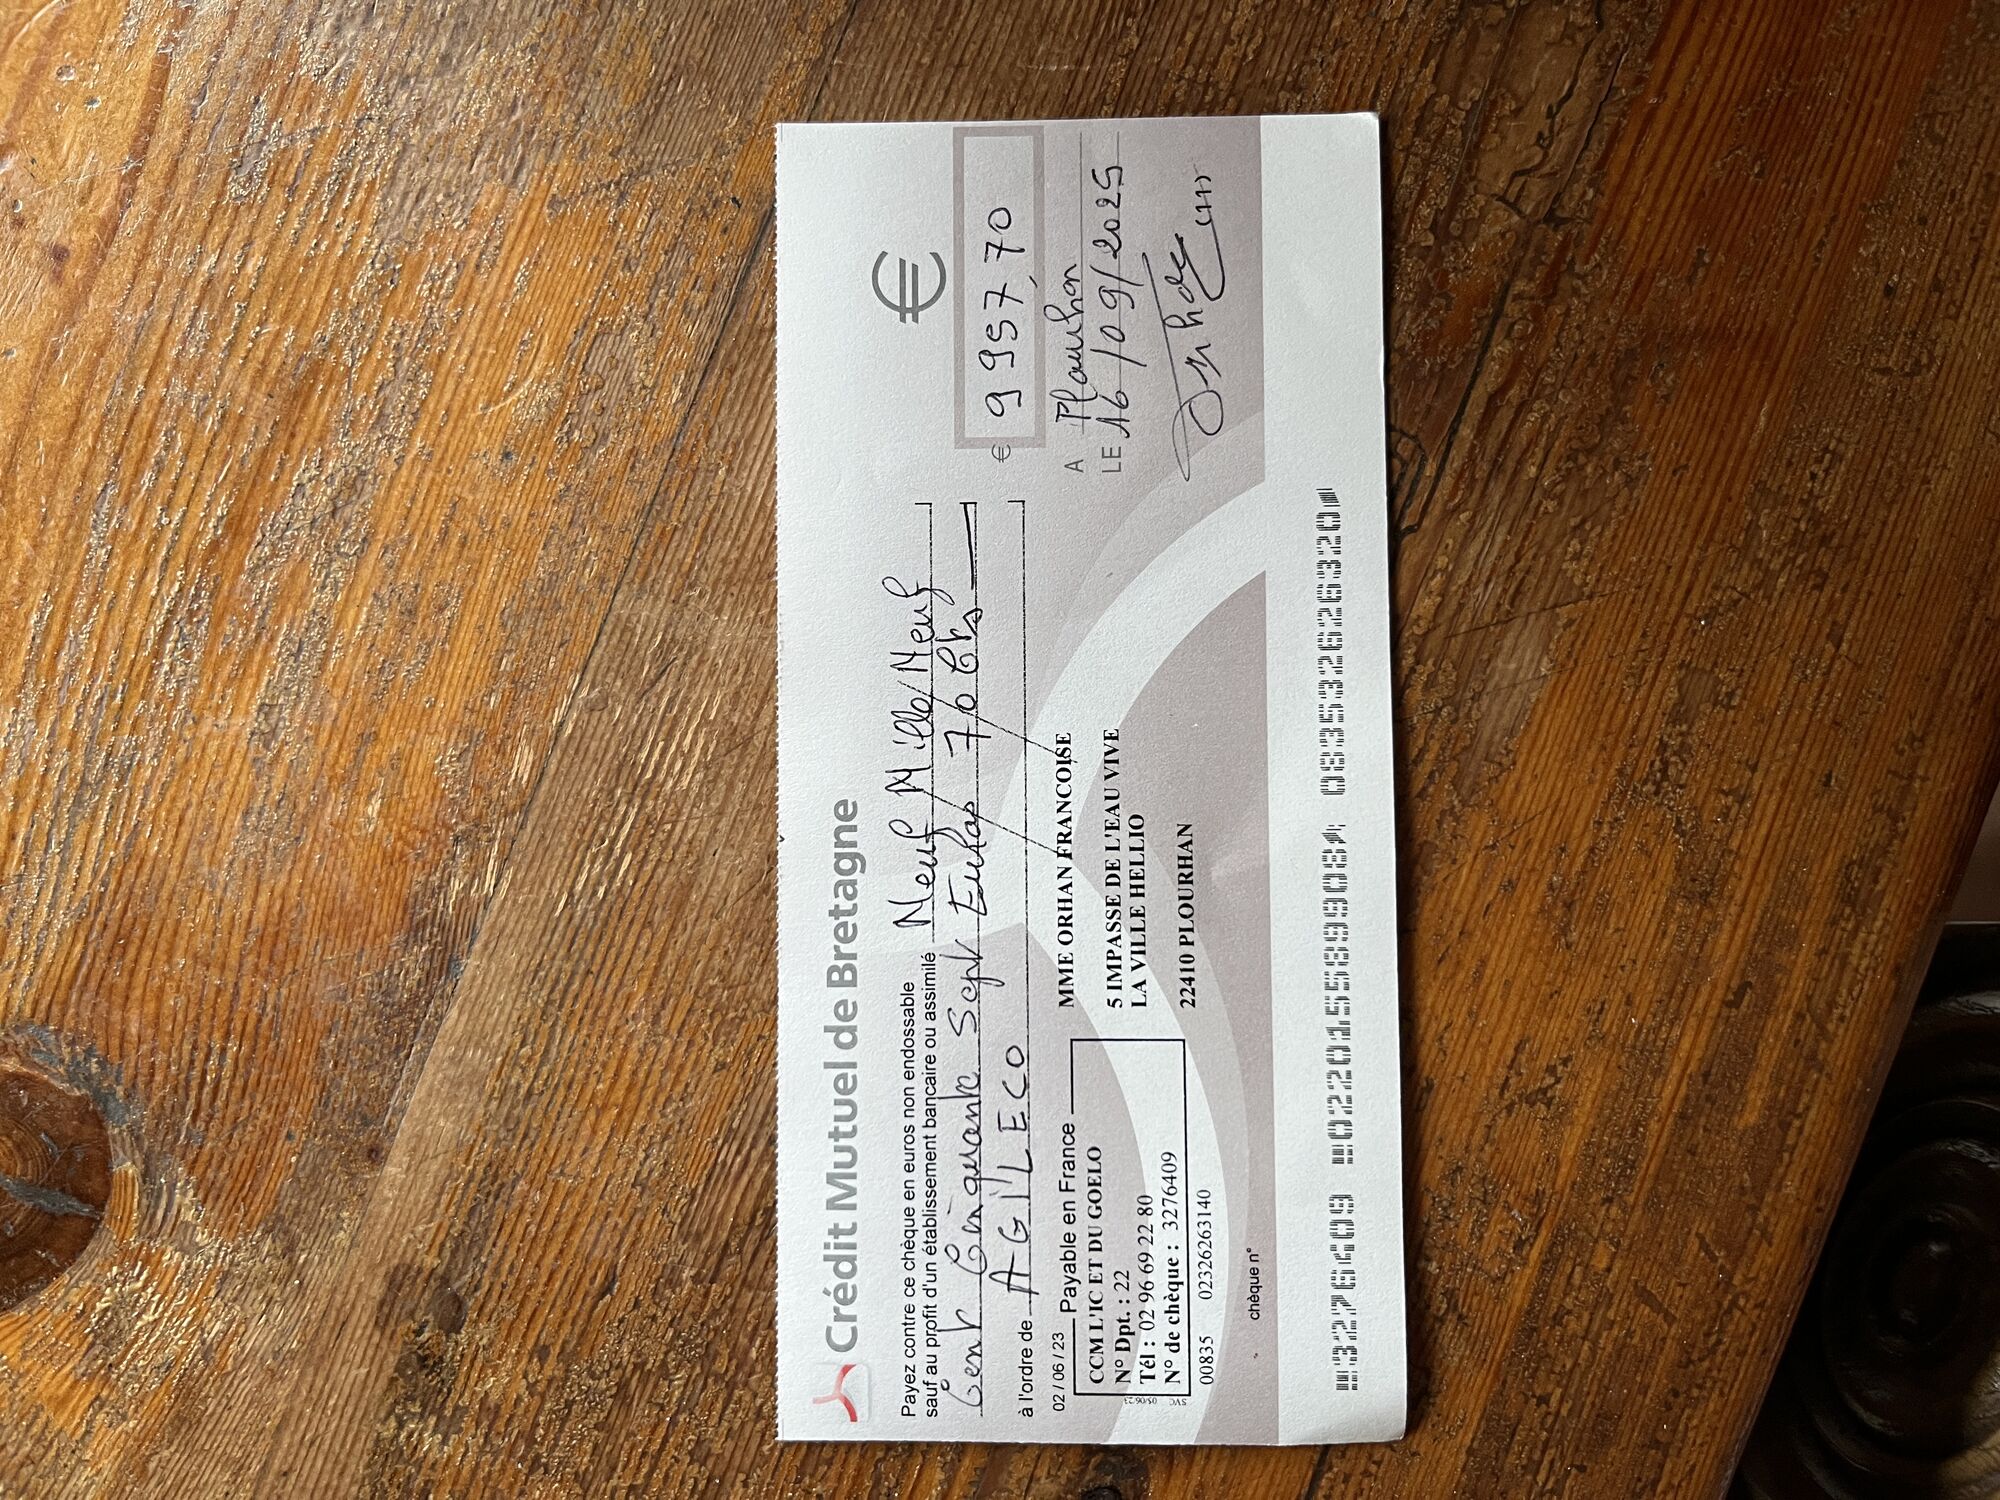 Crédit Mutuel de Bretagne
Payez contre ce chèque en euros non endossable
sauf au profit d'un établissement bancaire ou assimilé Neuf Mille Neuf
Cent Cinquante Sept Euros 70 Cts
à l'ordre de AGILECO
€ 9957,70
A Plourhan
LE 16/09/2025
02/06/23 Payable en France
CCM L'IC ET DU GOELO
N° Dpt. : 22
Tél : 02 96 69 22 80
N° de chèque : 3276409
00835 02326263140
SVC 05/06/23
MME ORHAN FRANCOISE
5 IMPASSE DE L'EAU VIVE
LA VILLE HELLIO
22410 PLOURHAN
chèque n°